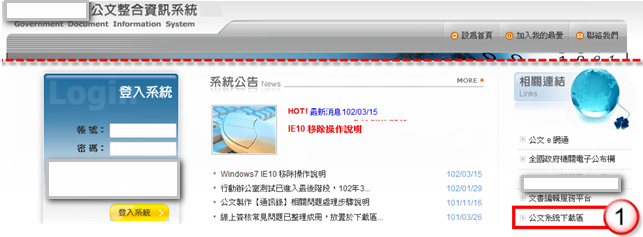 公文整合資訊系統
Government Document Information System
設為首頁
加入我的最愛
聯絡我們
Login
登入系統
帳號：
密碼：
登入系統
系統公告 News
MORE
HOT! 最新消息102/03/15
IE10 移除操作說明
Windows7 IE10 移除操作說明 102/03/15
行動辦公室測試已進入最後階段，102年3... 102/01/29
公文製作【通訊錄】相關問題處理步驟說明 101/11/16
線上簽核常見問題已整理成冊，放置於下載區... 101/03/26
相關連結
Links
公文 e 網通
全國政府機關電子公布欄
文書編輯服務平台
公文系統下載區
1